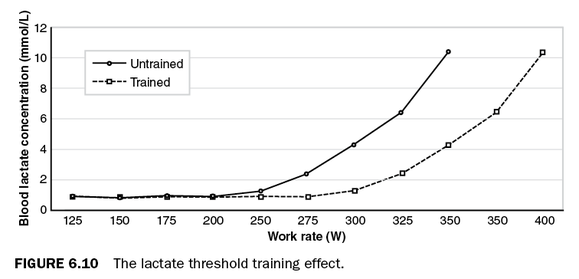 Blood lactate concentration (mmol/L)
12
10
8
6
4
2
0
Untrained
Trained
125 150 175 200 250 275 300 325 350 350 400
Work rate (W)
FIGURE 6.10 The lactate threshold training effect.